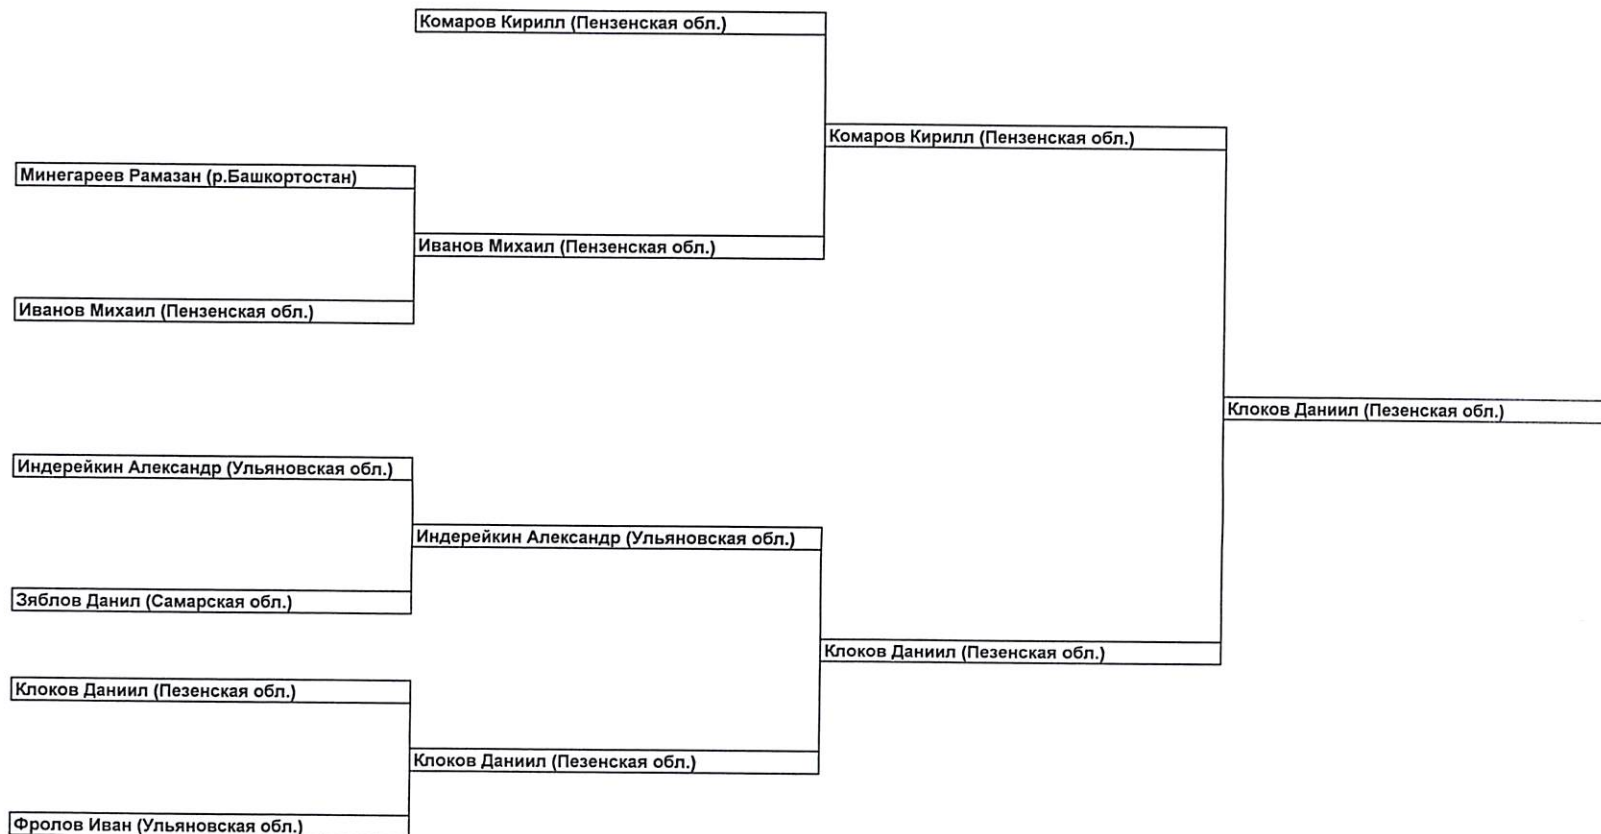 Комаров Кирилл (Пензенская обл.)
Комаров Кирилл (Пензенская обл.)
Минегареев Рамазан (р.Башкортостан)
Иванов Михаил (Пензенская обл.)
Иванов Михаил (Пензенская обл.)
Клоков Даниил (Пезенская обл.)
Индерейкин Александр (Ульяновская обл.)
Индерейкин Александр (Ульяновская обл.)
Зяблов Данил (Самарская обл.)
Клоков Даниил (Пезенская обл.)
Клоков Даниил (Пезенская обл.)
Клоков Даниил (Пезенская обл.)
Фролов Иван (Ульяновская обл.)